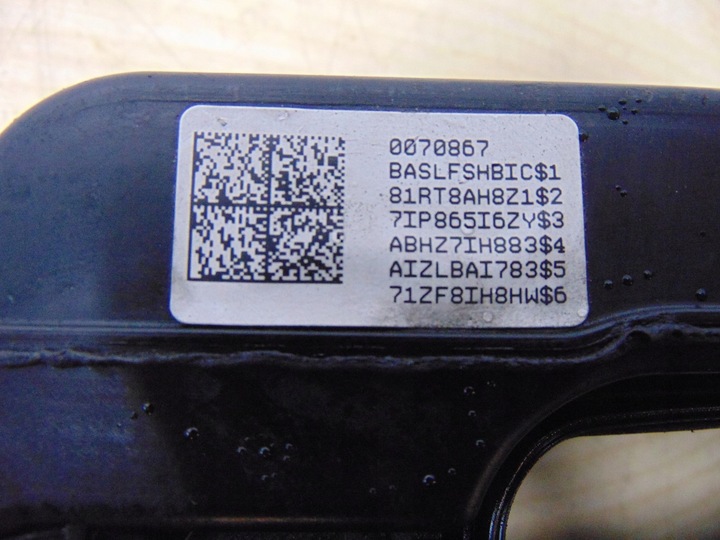 0070867
BASLFSHBIC$1
81RT8AH8Z1$2
7IP865I6ZY$3
ABHZ7IH883$4
AIZLBAI783$5
71ZF8IH8HW$6